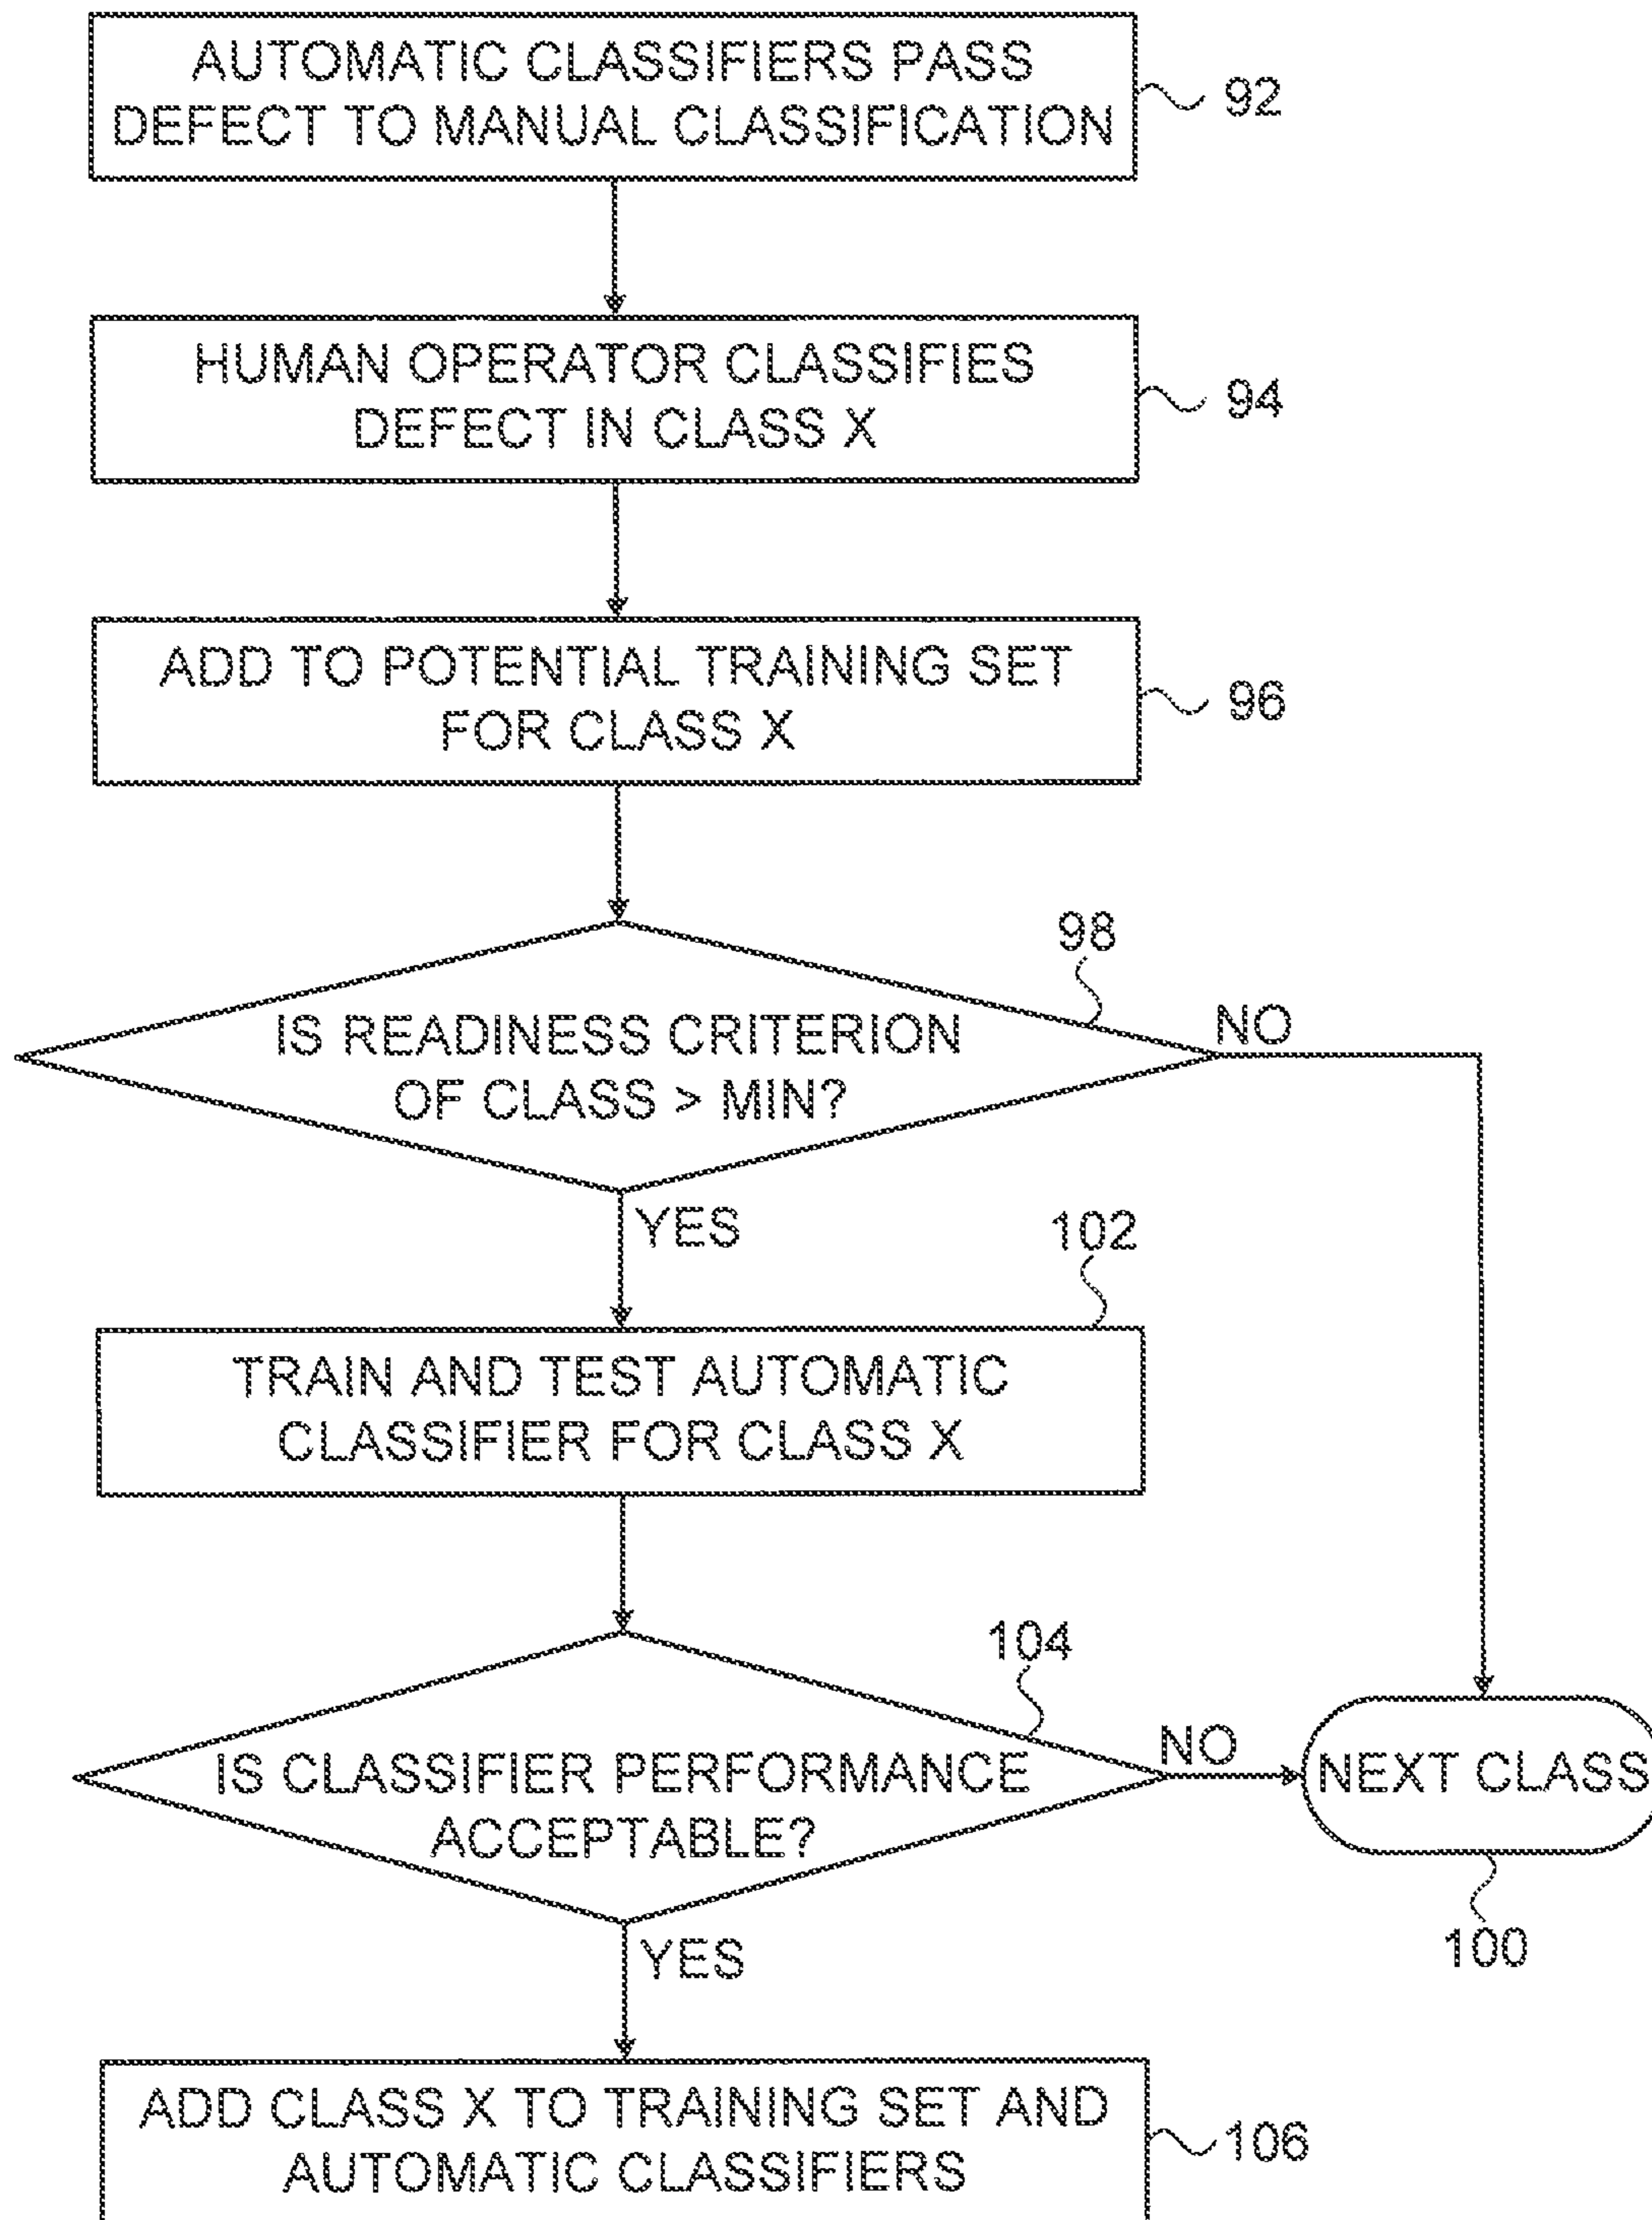 AUTOMATIC CLASSIFIERS PASS
DEFECT TO MANUAL CLASSIFICATION
92
HUMAN OPERATOR CLASSIFIES
DEFECT IN CLASS X
94
ADD TO POTENTIAL TRAINING SET
FOR CLASS X
96
98
IS READINESS CRITERION
OF CLASS > MIN?
NO
YES
102
TRAIN AND TEST AUTOMATIC
CLASSIFIER FOR CLASS X
104
IS CLASSIFIER PERFORMANCE
ACCEPTABLE?
NO
NEXT CLASS
100
YES
ADD CLASS X TO TRAINING SET AND
AUTOMATIC CLASSIFIERS
106